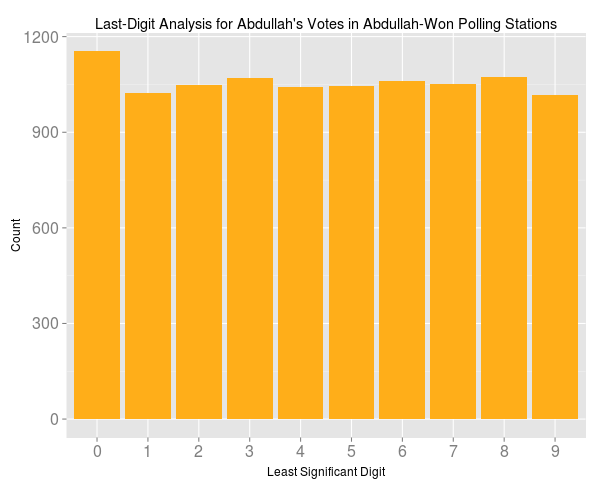 Last-Digit Analysis for Abdullah's Votes in Abdullah-Won Polling Stations
1200
900
600
300
0
Count
0 1 2 3 4 5 6 7 8 9
Least Significant Digit